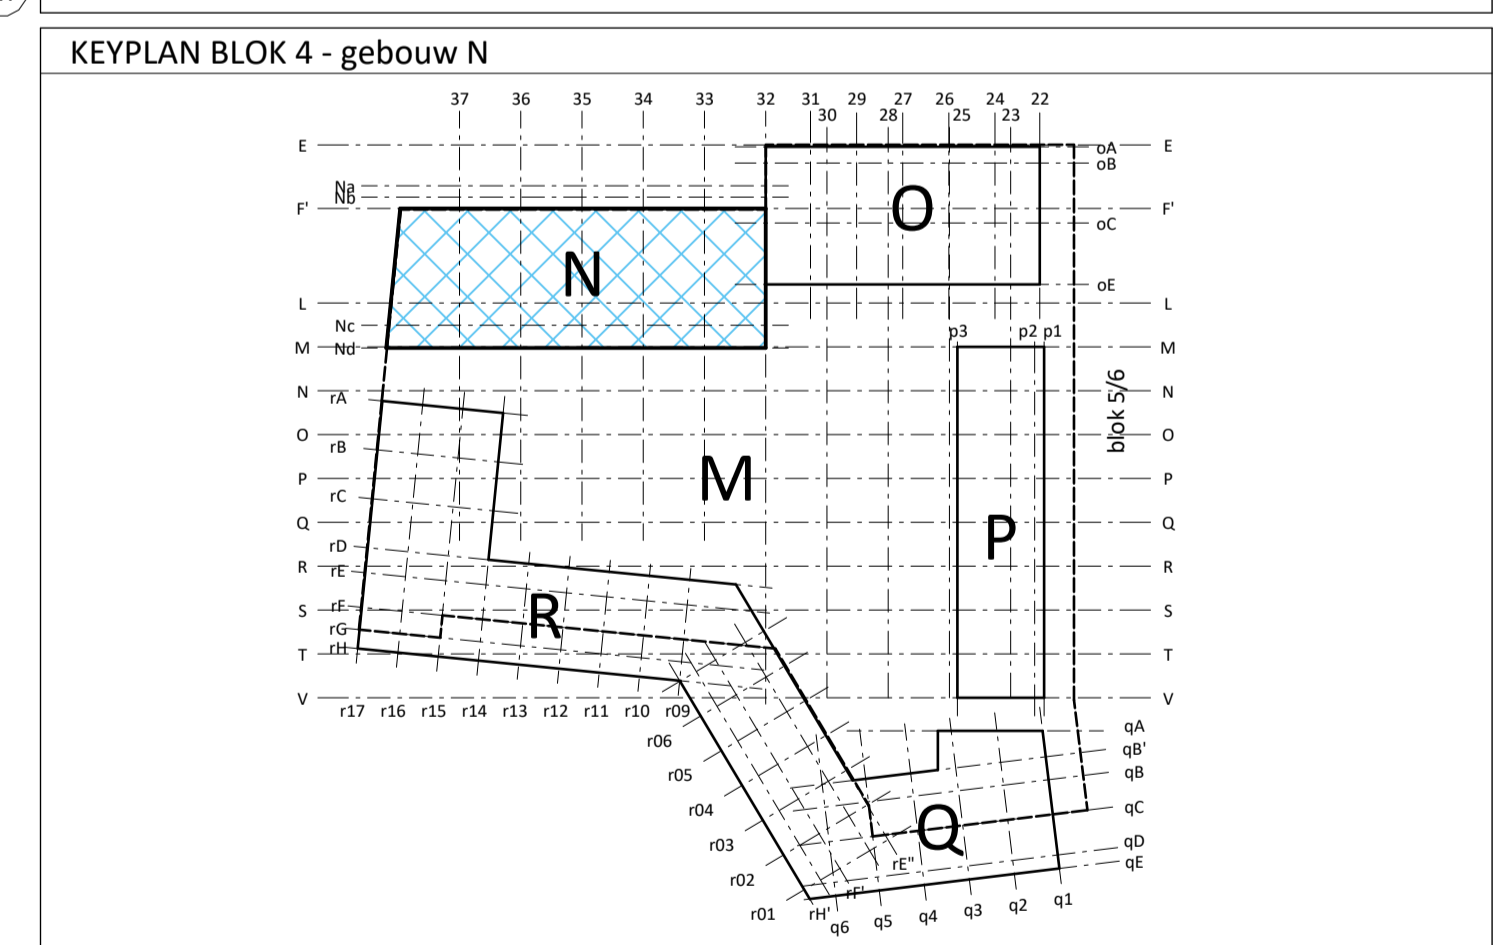 KEYPLAN BLOK 4 - gebouw N
37 36 35 34 33 32 31 29 27 26 24 22
30 28 25 23
E oA E
oB
Na
Nb
F' O F'
oC
N
oE
L L
Nc p3 p2 p1
M Nd M
N N
rA
blok 5/6
O O
rB
P M P
rC
Q Q
P
rD
R R
rE
rF
S R S
rG
rH
T T
V V
r17 r16 r15 r14 r13 r12 r11 r10 r09
qA
r06
qB'
r05 qB
r04 qC
Q
r03 qD
rE" qE
r02
rF'
r01 rH' q6 q5 q4 q3 q2 q1